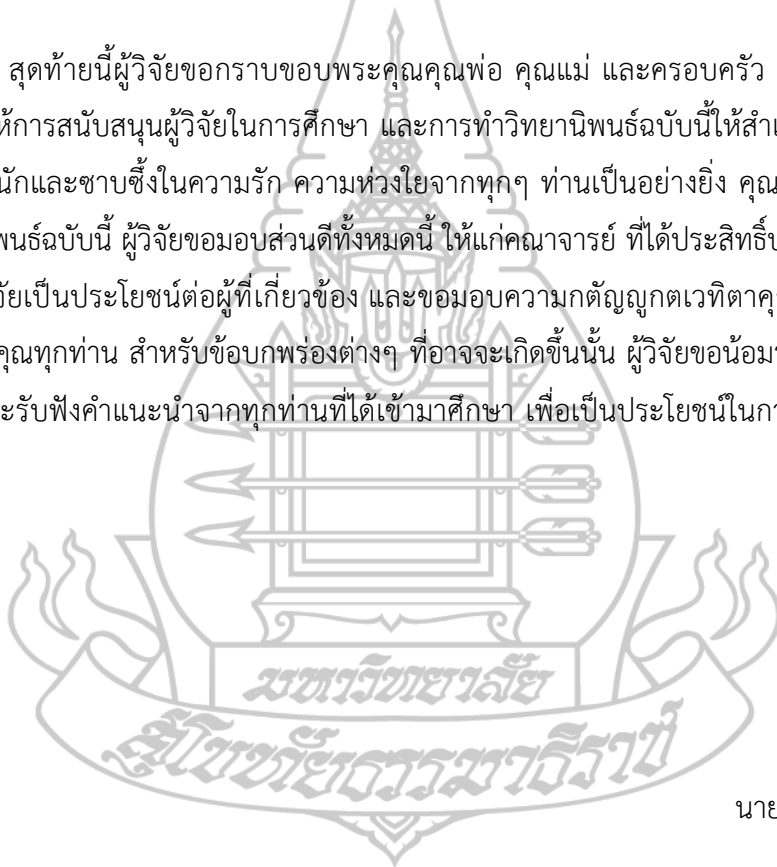 สุดท้ายนี้ผู้วิจัยขอกราบขอบพระคุณคุณพ่อ คุณแม่ และครอบครัว
ห้การสนับสนุนผู้วิจัยในการศึกษา และการทำวิทยานิพนธ์ฉบับนี้ให้สำเ
นักและซาบซึ้งในความรัก ความห่วงใยจากทุกๆ ท่านเป็นอย่างยิ่ง คุณ
พนธ์ฉบับนี้ ผู้วิจัยขอมอบส่วนดีทั้งหมดนี้ ให้แก่คณาจารย์ ที่ได้ประสิทธิ์ป
จัยเป็นประโยชน์ต่อผู้ที่เกี่ยวข้อง และขอมอบความกตัญญูกตเวทิตาคุ
คุณทุกท่าน สำหรับข้อบกพร่องต่างๆ ที่อาจจะเกิดขึ้นนั้น ผู้วิจัยขอน้อม
ะรับฟังคำแนะนำจากทุกท่านที่ได้เข้ามาศึกษา เพื่อเป็นประโยชน์ในกา
มหาวิทยาลัย
สุโขทัยธรรมาธิราช
นาย